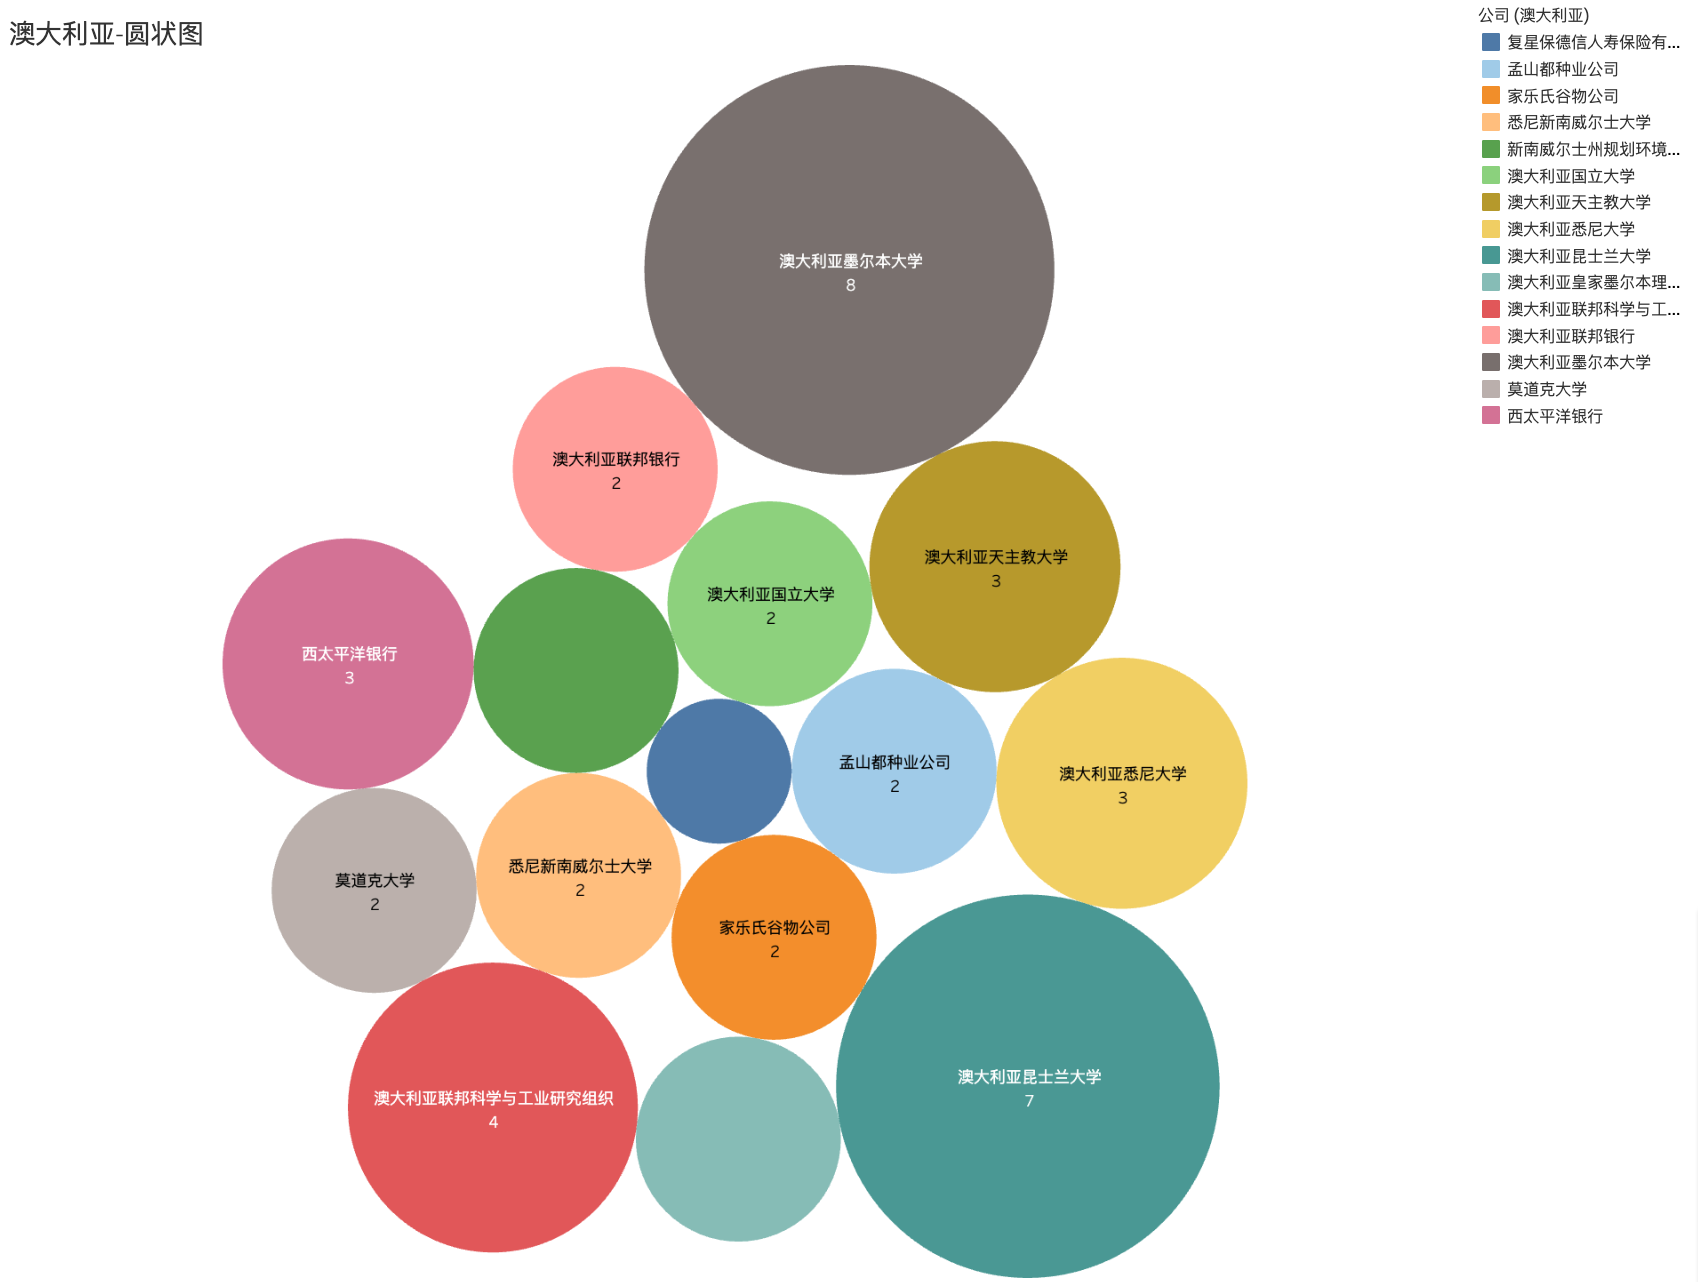 澳大利亚-圆状图
公司 (澳大利亚)
复星保德信人寿保险有...
孟山都种业公司
家乐氏谷物公司
悉尼新南威尔士大学
新南威尔士州规划环境...
澳大利亚国立大学
澳大利亚天主教大学
澳大利亚悉尼大学
澳大利亚昆士兰大学
澳大利亚皇家墨尔本理...
澳大利亚联邦科学与工...
澳大利亚联邦银行
澳大利亚墨尔本大学
莫道克大学
西太平洋银行
澳大利亚墨尔本大学
8
澳大利亚联邦银行
2
澳大利亚天主教大学
3
澳大利亚国立大学
2
西太平洋银行
3
孟山都种业公司
2
澳大利亚悉尼大学
3
悉尼新南威尔士大学
2
莫道克大学
2
家乐氏谷物公司
2
澳大利亚昆士兰大学
7
澳大利亚联邦科学与工业研究组织
4